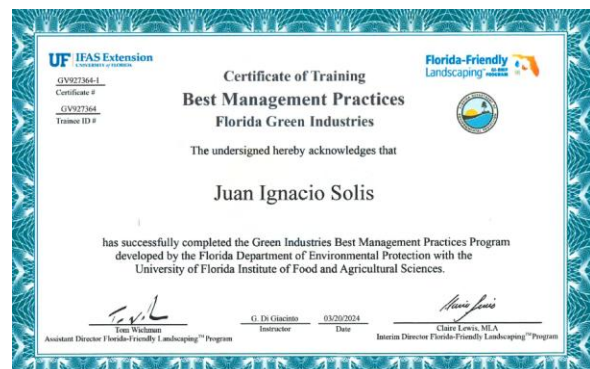 UF IFAS Extension
UNIVERSITY of FLORIDA
GV927364-1
Certificate #
GV927364
Trainee ID #
Florida-Friendly
Landscaping™
Certificate of Training
Best Management Practices
Florida Green Industries
The undersigned hereby acknowledges that
Juan Ignacio Solis
has successfully completed the Green Industries Best Management Practices Program
developed by the Florida Department of Environmental Protection with the
University of Florida Institute of Food and Agricultural Sciences.
Tom Wichman
Assistant Director Florida-Friendly Landscaping™ Program
G. Di Giacinto
Instructor
03/20/2024
Date
Claire Lewis, MLA
Interim Director Florida-Friendly Landscaping™ Program